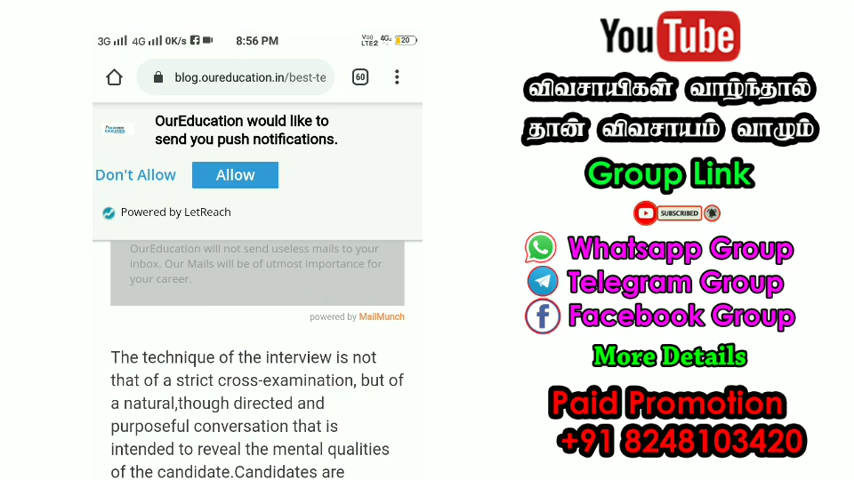 3G 4G 0K/s 8:56 PM LTE2 4G 20
blog.oureducation.in/best-te 60
OurEducation would like to
send you push notifications.
Don't Allow Allow
Powered by LetReach
OurEducation will not send useless mails to your
inbox. Our Mails will be of utmost importance for
your career.
powered by MailMunch
The technique of the interview is not
that of a strict cross-examination, but of
a natural,though directed and
purposeful conversation that is
intended to reveal the mental qualities
of the candidate.Candidates are
YouTube
விவசாயிகள் வாழ்ந்தால்
தான் விவசாயம் வாழும்
Group Link
SUBSCRIBED
Whatsapp Group
Telegram Group
Facebook Group
More Details
Paid Promotion
+91 8248103420